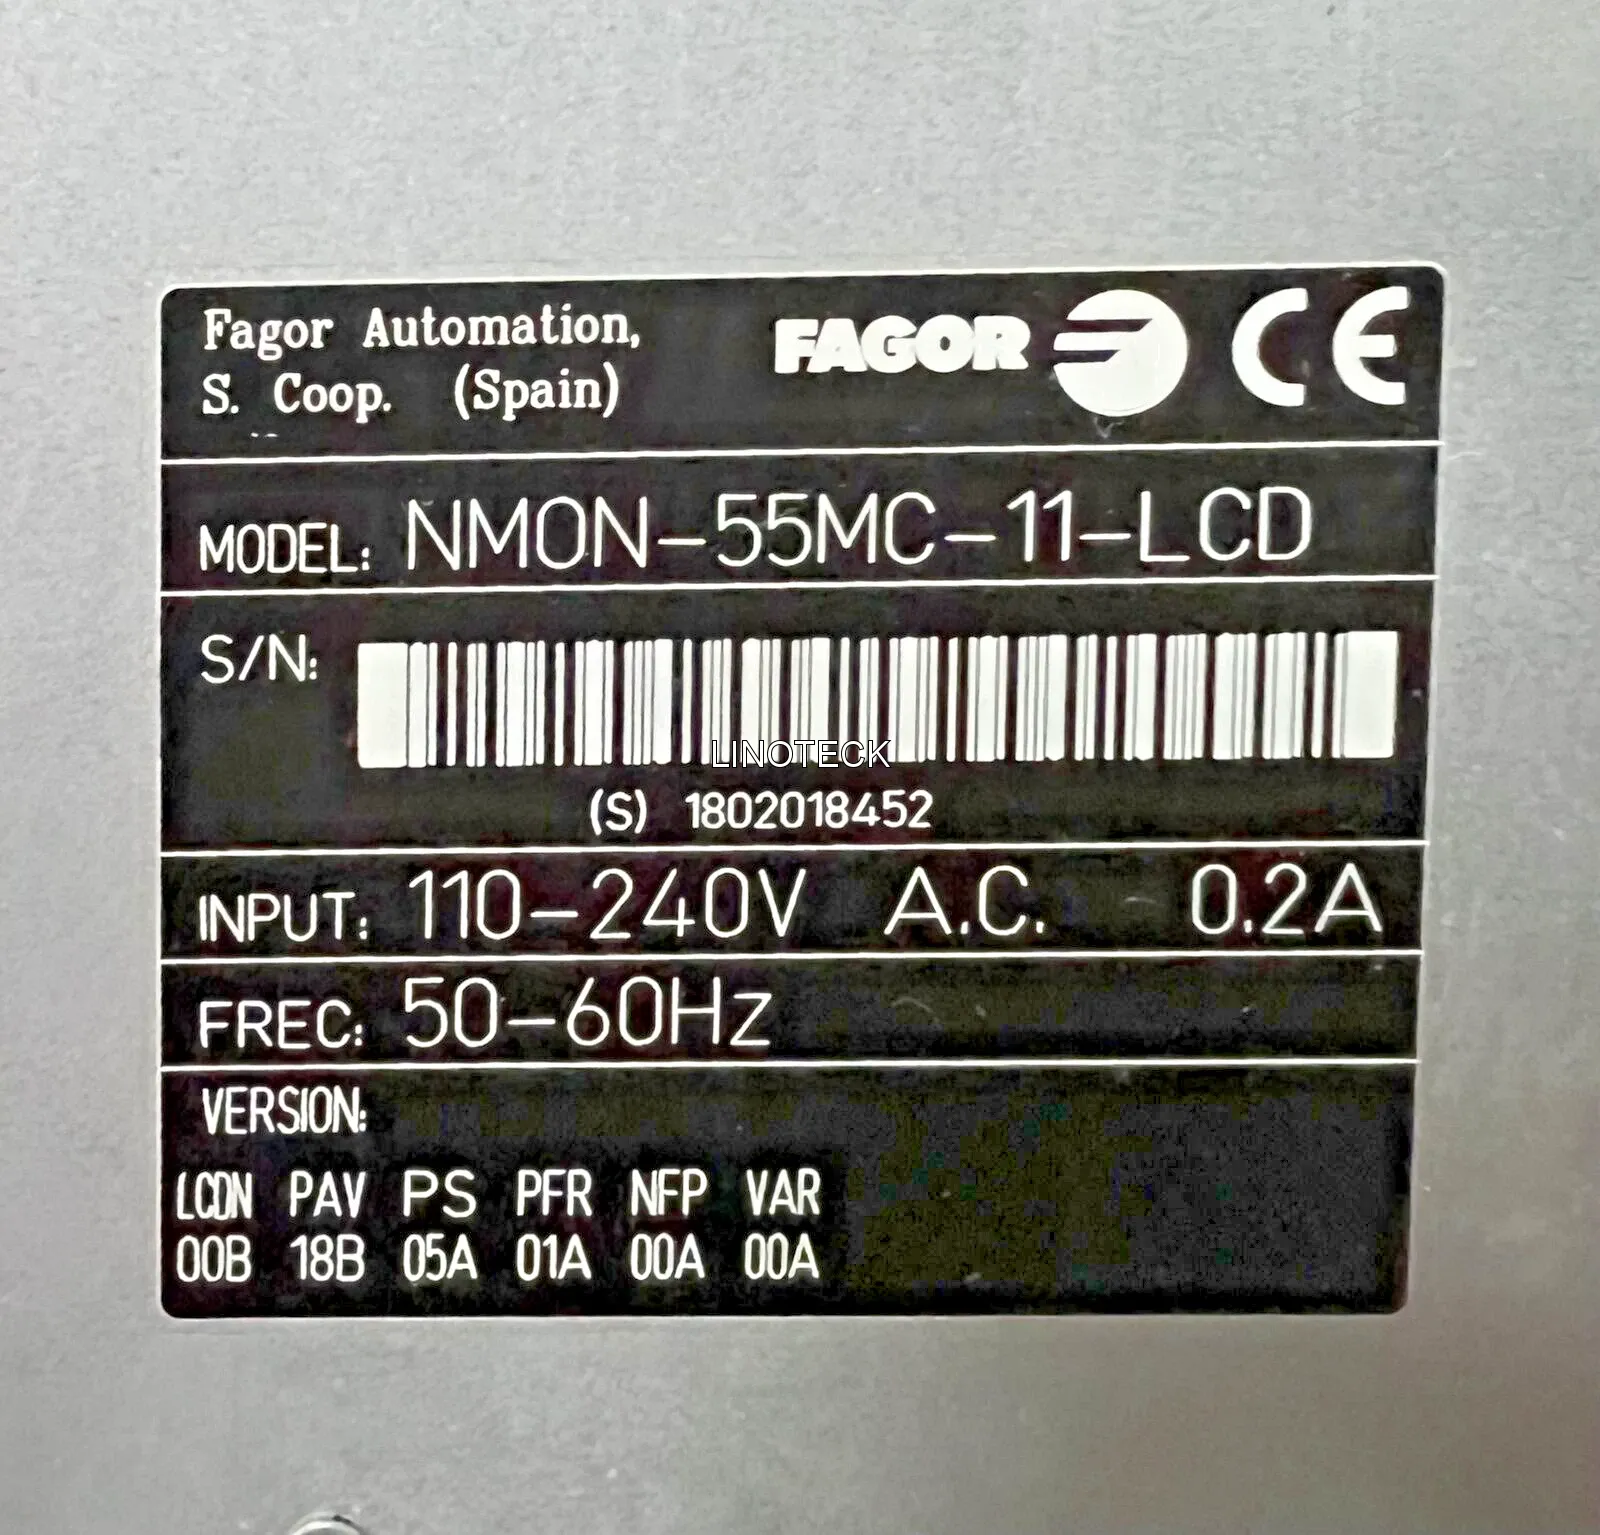 Fagor Automation,
S. Coop. (Spain)
FAGOR CE
MODEL: NMON-55MC-11-LCD
S/N:
LINOTECK
(S) 1802018452
INPUT: 110-240V A.C. 0.2A
FREC: 50-60Hz
VERSION:
LCDN PAV PS PFR NFP VAR
00B 18B 05A 01A 00A 00A